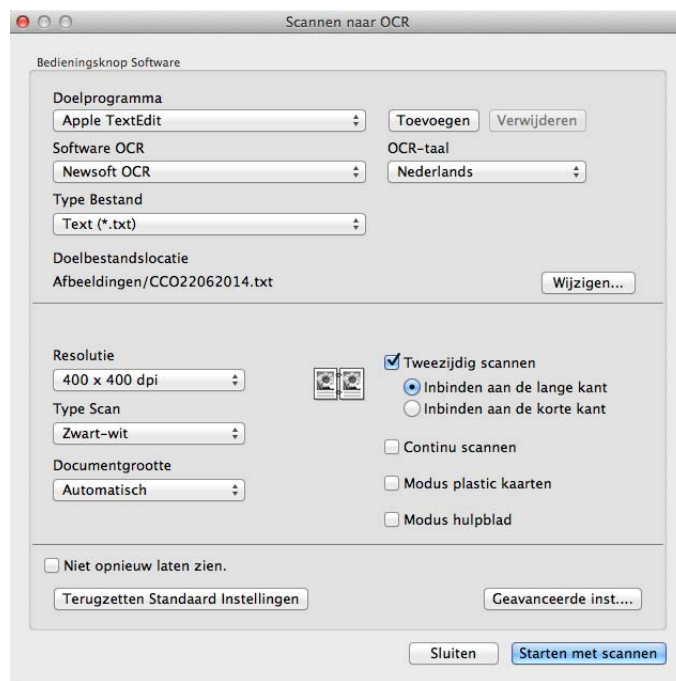 Scannen naar OCR
Bedieningsknop Software
Doelprogramma
Apple TextEdit
Toevoegen
Verwijderen
Software OCR
OCR-taal
Newsoft OCR
Nederlands
Type Bestand
Text (*.txt)
Doelbestandslocatie
Afbeeldingen/CCO22062014.txt
Wijzigen...
Resolutie
400 x 400 dpi
Type Scan
Zwart-wit
Documentgrootte
Automatisch
Tweezijdig scannen
Inbinden aan de lange kant
Inbinden aan de korte kant
Continu scannen
Modus plastic kaarten
Modus hulpblad
Niet opnieuw laten zien.
Terugzetten Standaard Instellingen
Geavanceerde inst....
Sluiten
Starten met scannen